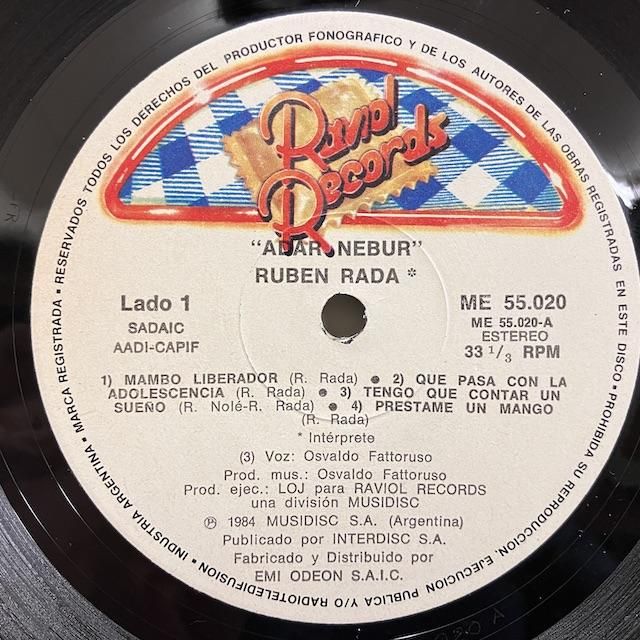 RESERVADOS TODOS LOS DERECHOS DEL PRODUCTOR FONOGRAFICO Y DE LOS AUTORES DE LAS OBRAS REGISTRADAS EN ESTE DISCO • PROHIBIDA SU REPRODUCCION, EJECUCION PUBLICA Y/O RADIOTELEDIFUSION • INDUSTRIA ARGENTINA • MARCA REGISTRADA •
Raviol
Records
"ADAR NEBUR"
RUBEN RADA *
Lado 1
SADAIC
AADI-CAPIF
ME 55.020
ME 55.020-A
ESTEREO
33 1/3 RPM
1) MAMBO LIBERADOR (R. Rada) ● 2) QUE PASA CON LA
ADOLESCENCIA (R. Rada) ● 3) TENGO QUE CONTAR UN
SUEÑO (R. Nolé-R. Rada) ● 4) PRESTAME UN MANGO
(R. Rada)
* Intérprete
(3) Voz: Osvaldo Fattoruso
Prod. mus.: Osvaldo Fattoruso
Prod. ejec.: LOJ para RAVIOL RECORDS
una división MUSIDISC
℗ 1984 MUSIDISC S.A. (Argentina)
Publicado por INTERDISC S.A.
Fabricado y Distribuido por
EMI ODEON S.A.I.C.